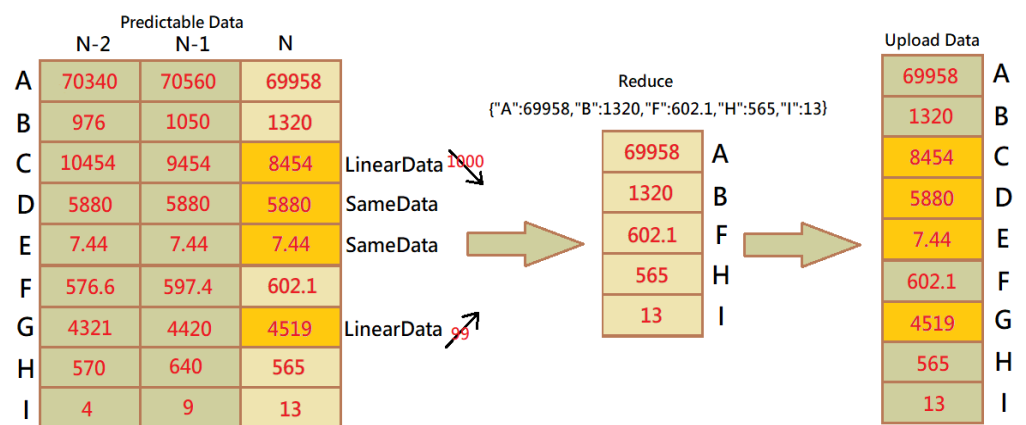 Predictable Data
N-2 N-1 N
A 70340 70560 69958
B 976 1050 1320
C 10454 9454 8454 LinearData 1000
D 5880 5880 5880 SameData
E 7.44 7.44 7.44 SameData
F 576.6 597.4 602.1
G 4321 4420 4519 LinearData 99
H 570 640 565
I 4 9 13
Reduce
{"A":69958,"B":1320,"F":602.1,"H":565,"I":13}
69958 A
1320 B
602.1 F
565 H
13 I
Upload Data
69958 A
1320 B
8454 C
5880 D
7.44 E
602.1 F
4519 G
565 H
13 I